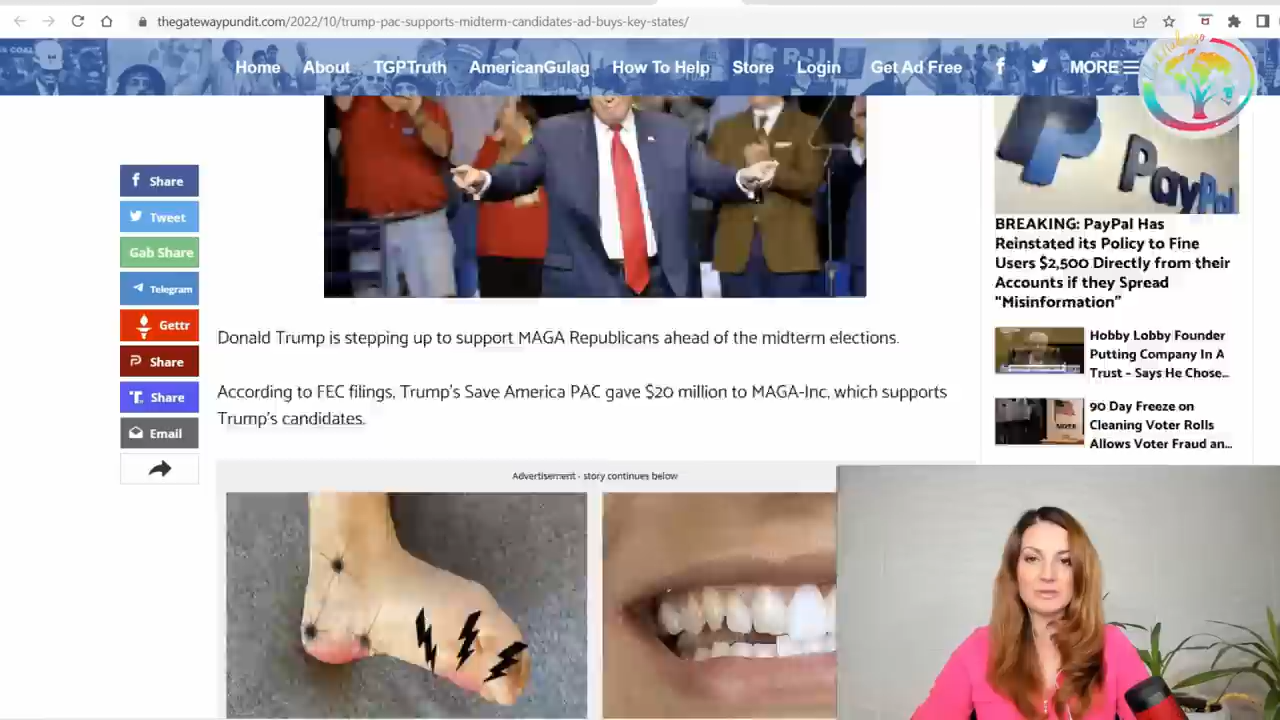 thegatewaypundit.com/2022/10/trump-pac-supports-midterm-candidates-ad-buys-key-states/
Home About TGPTruth AmericanGulag How To Help Store Login Get Ad Free MORE
Share
Tweet
Gab Share
Telegram
Gettr
Share
Share
Email
Donald Trump is stepping up to support MAGA Republicans ahead of the midterm elections.
According to FEC filings, Trump's Save America PAC gave $20 million to MAGA-Inc, which supports
Trump's candidates.
Advertisement - story continues below
PayPal
BREAKING: PayPal Has
Reinstated its Policy to Fine
Users $2,500 Directly from their
Accounts if they Spread
“Misinformation”
Hobby Lobby Founder
Putting Company In A
Trust – Says He Chose...
90 Day Freeze on
Cleaning Voter Rolls
Allows Voter Fraud an...